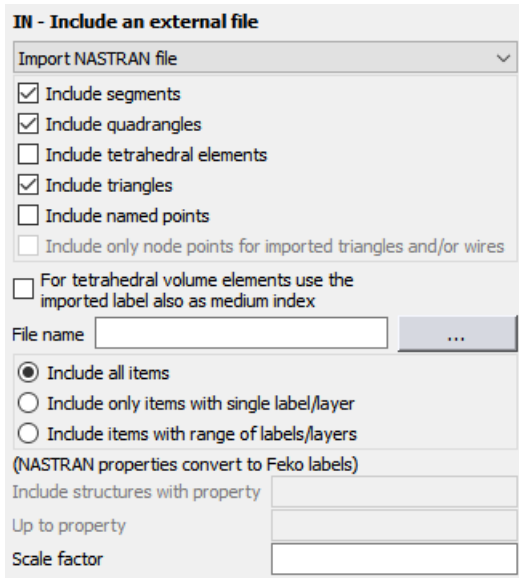 IN - Include an external file
Import NASTRAN file
Include segments
Include quadrangles
Include tetrahedral elements
Include triangles
Include named points
Include only node points for imported triangles and/or wires
For tetrahedral volume elements use the
imported label also as medium index
File name ...
Include all items
Include only items with single label/layer
Include items with range of labels/layers
(NASTRAN properties convert to Feko labels)
Include structures with property
Up to property
Scale factor